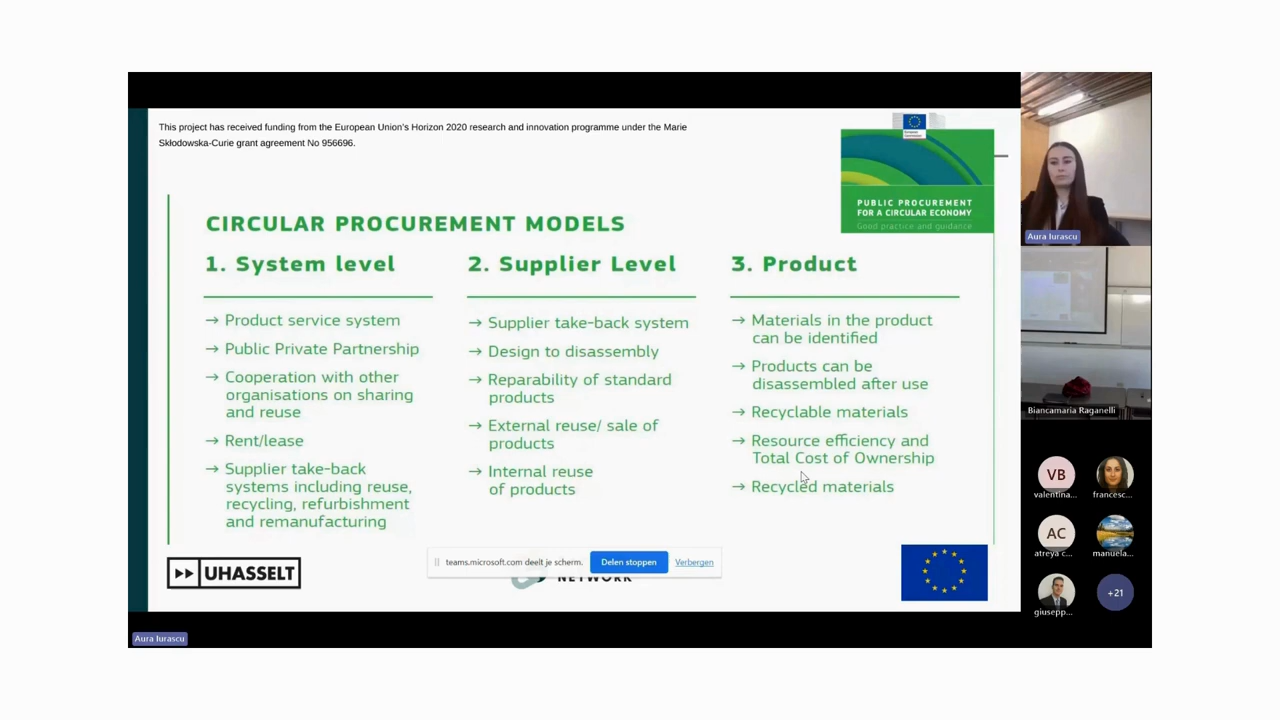 This project has received funding from the European Union's Horizon 2020 research and innovation programme under the Marie
Skłodowska-Curie grant agreement No 956696.
PUBLIC PROCUREMENT
FOR A CIRCULAR ECONOMY
Good practice and guidance
CIRCULAR PROCUREMENT MODELS
1. System level
→ Product service system
→ Public Private Partnership
→ Cooperation with other
organisations on sharing
and reuse
→ Rent/lease
→ Supplier take-back
systems including reuse,
recycling, refurbishment
and remanufacturing
2. Supplier Level
→ Supplier take-back system
→ Design to disassembly
→ Reparability of standard
products
→ External reuse/ sale of
products
→ Internal reuse
of products
3. Product
→ Materials in the product
can be identified
→ Products can be
disassembled after use
→ Recyclable materials
→ Resource efficiency and
Total Cost of Ownership
→ Recycled materials
UHASSELT
teams.microsoft.com deelt je scherm.
Delen stoppen
Verbergen
NETWORK
Aura Iurascu
Aura Iurascu
Biancamaria Raganelli
VB
valentina...
francesc...
AC
atreya c...
manuela...
giusepp...
+21